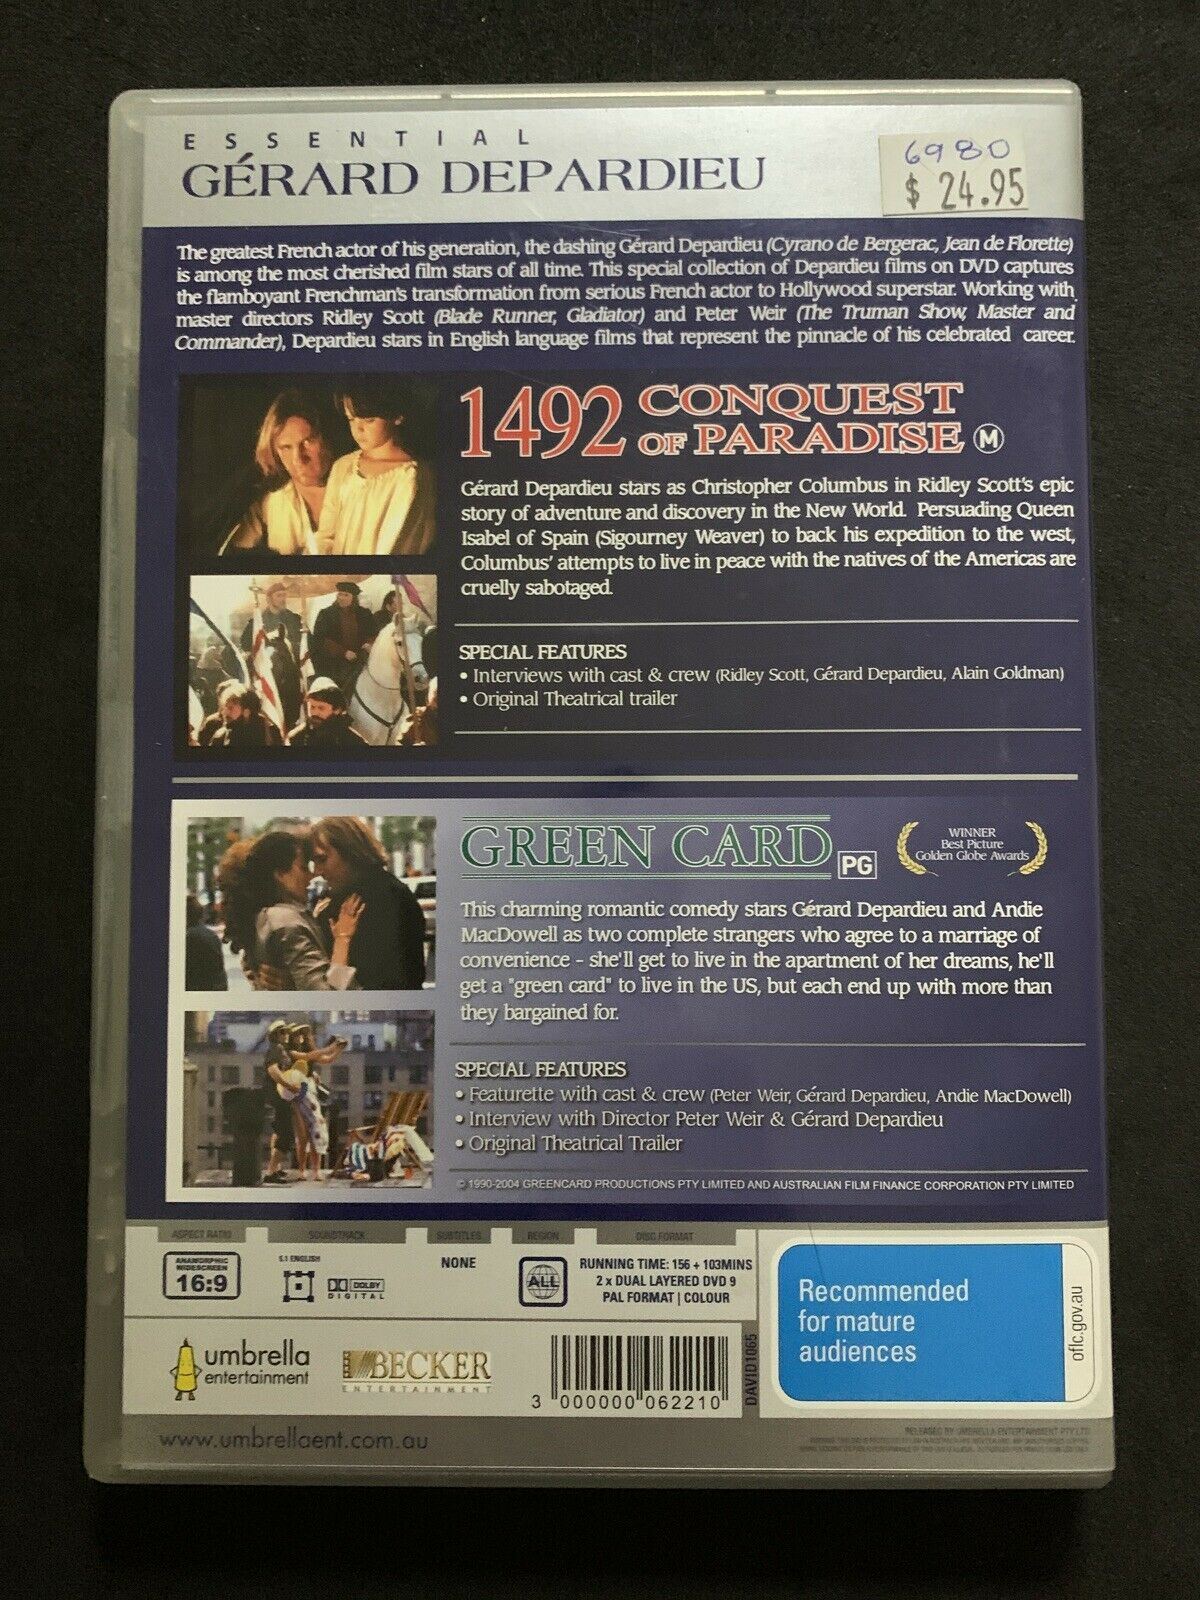 ESSENTIAL
GÉRARD DEPARDIEU
6980
$ 24.95
The greatest French actor of his generation, the dashing Gérard Depardieu (Cyrano de Bergerac, Jean de Florette)
is among the most cherished film stars of all time. This special collection of Depardieu films on DVD captures
the flamboyant Frenchman's transformation from serious French actor to Hollywood superstar. Working with
master directors Ridley Scott (Blade Runner, Gladiator) and Peter Weir (The Truman Show, Master and
Commander), Depardieu stars in English language films that represent the pinnacle of his celebrated career.
1492 CONQUEST
OF PARADISE M
Gérard Depardieu stars as Christopher Columbus in Ridley Scott's epic
story of adventure and discovery in the New World. Persuading Queen
Isabel of Spain (Sigourney Weaver) to back his expedition to the west,
Columbus' attempts to live in peace with the natives of the Americas are
cruelly sabotaged.
SPECIAL FEATURES
• Interviews with cast & crew (Ridley Scott, Gérard Depardieu, Alain Goldman)
• Original Theatrical trailer
GREEN CARD PG
WINNER
Best Picture
Golden Globe Awards
This charming romantic comedy stars Gérard Depardieu and Andie
MacDowell as two complete strangers who agree to a marriage of
convenience - she'll get to live in the apartment of her dreams, he'll
get a "green card" to live in the US, but each end up with more than
they bargained for.
SPECIAL FEATURES
• Featurette with cast & crew (Peter Weir, Gérard Depardieu, Andie MacDowell)
• Interview with Director Peter Weir & Gérard Depardieu
• Original Theatrical Trailer
© 1990-2004 GREENCARD PRODUCTIONS PTY LIMITED AND AUSTRALIAN FILM FINANCE CORPORATION PTY LIMITED
ASPECT RATIO SOUNDTRACK SUBTITLES REGION DISC FORMAT
ANAMORPHIC
WIDESCREEN
16:9
5.1 ENGLISH
DOLBY
DIGITAL
NONE
ALL
RUNNING TIME: 156 + 103MINS
2 x DUAL LAYERED DVD 9
PAL FORMAT | COLOUR
Recommended
for mature
audiences
oflc.gov.au
umbrella
entertainment
BECKER
ENTERTAINMENT
3 000000 062210
DAVID1065
www.umbrellaent.com.au
RELEASED BY UMBRELLA ENTERTAINMENT PTY LTD